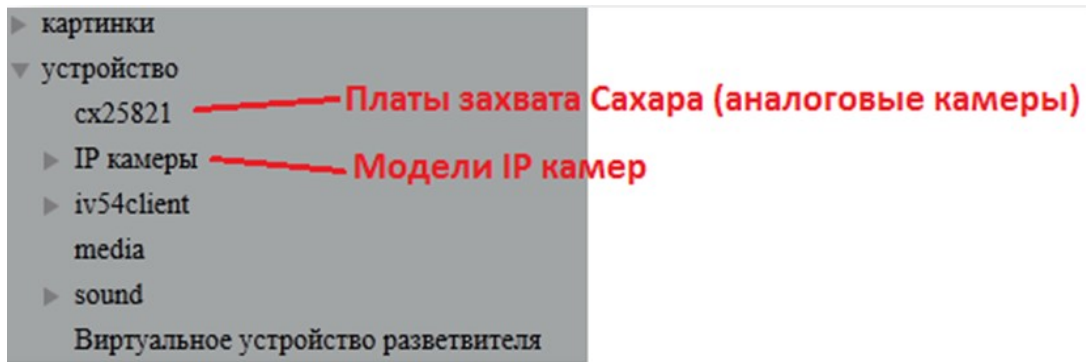 картинки
устройство
cx25821
Платы захвата Сахара (аналоговые камеры)
IP камеры
Модели IP камер
iv54client
media
sound
Виртуальное устройство разветвителя